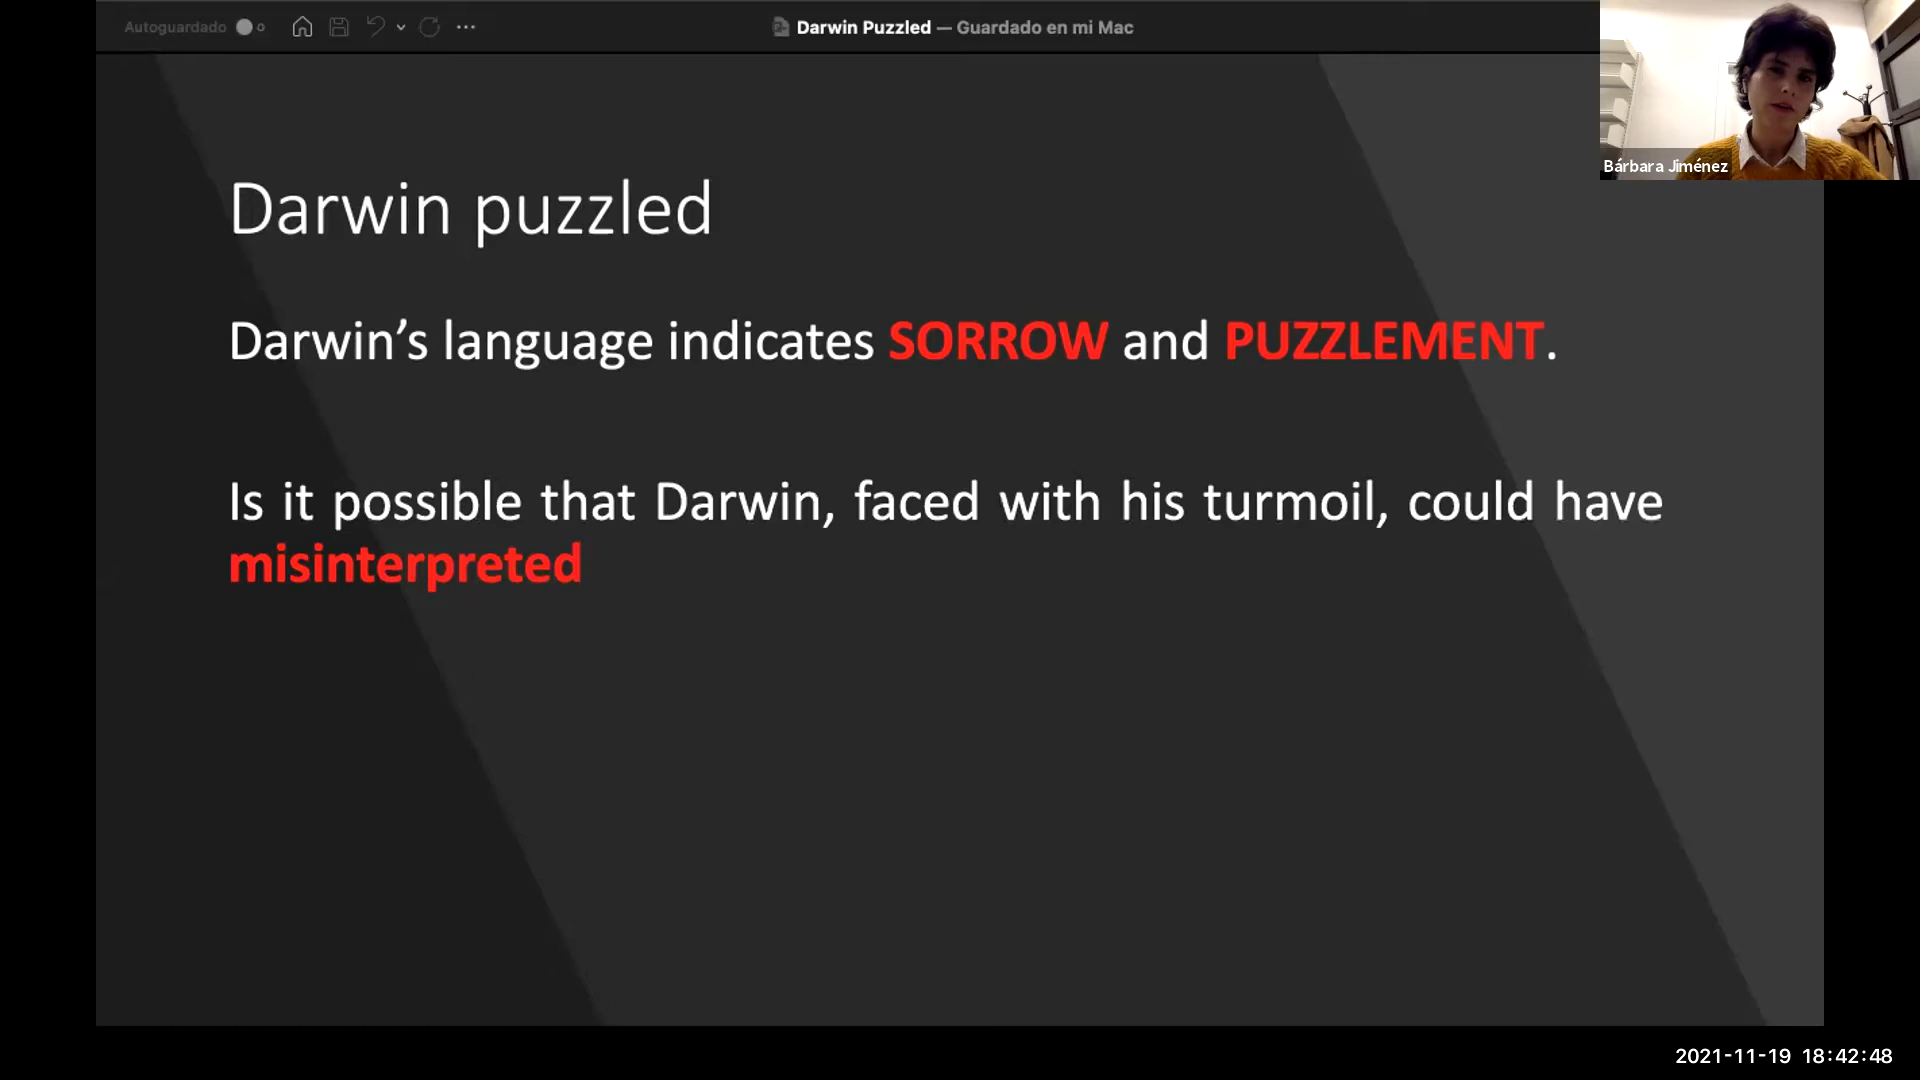 Autoguardado
Darwin Puzzled — Guardado en mi Mac
Bárbara Jiménez
Darwin puzzled
Darwin’s language indicates SORROW and PUZZLEMENT.
Is it possible that Darwin, faced with his turmoil, could have
misinterpreted
2021-11-19 18:42:48